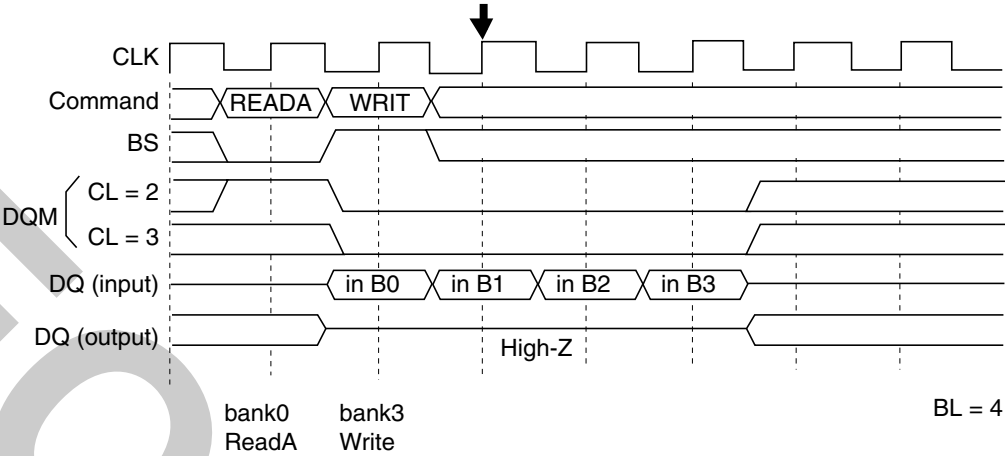 CLK
Command READA WRIT
BS
DQM
CL = 2
CL = 3
DQ (input) in B0 in B1 in B2 in B3
DQ (output) High-Z
bank0 bank3 BL = 4
ReadA Write